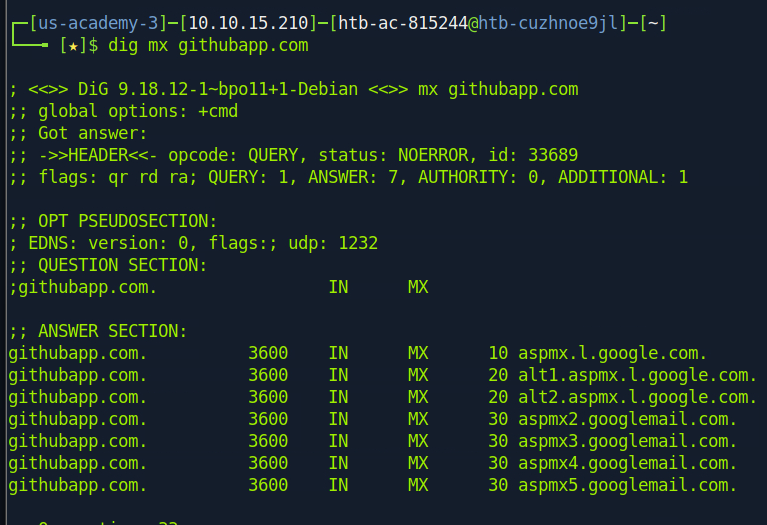 ┌─[us-academy-3]─[10.10.15.210]─[htb-ac-815244@htb-cuzhnoe9jl]─[~]
└──╼ [★]$ dig mx githubapp.com
; <<>> DiG 9.18.12-1~bpo11+1-Debian <<>> mx githubapp.com
;; global options: +cmd
;; Got answer:
;; ->>HEADER<<- opcode: QUERY, status: NOERROR, id: 33689
;; flags: qr rd ra; QUERY: 1, ANSWER: 7, AUTHORITY: 0, ADDITIONAL: 1
;; OPT PSEUDOSECTION:
; EDNS: version: 0, flags:; udp: 1232
;; QUESTION SECTION:
;githubapp.com. IN MX
;; ANSWER SECTION:
githubapp.com. 3600 IN MX 10 aspmx.l.google.com.
githubapp.com. 3600 IN MX 20 alt1.aspmx.l.google.com.
githubapp.com. 3600 IN MX 20 alt2.aspmx.l.google.com.
githubapp.com. 3600 IN MX 30 aspmx2.googlemail.com.
githubapp.com. 3600 IN MX 30 aspmx3.googlemail.com.
githubapp.com. 3600 IN MX 30 aspmx4.googlemail.com.
githubapp.com. 3600 IN MX 30 aspmx5.googlemail.com.